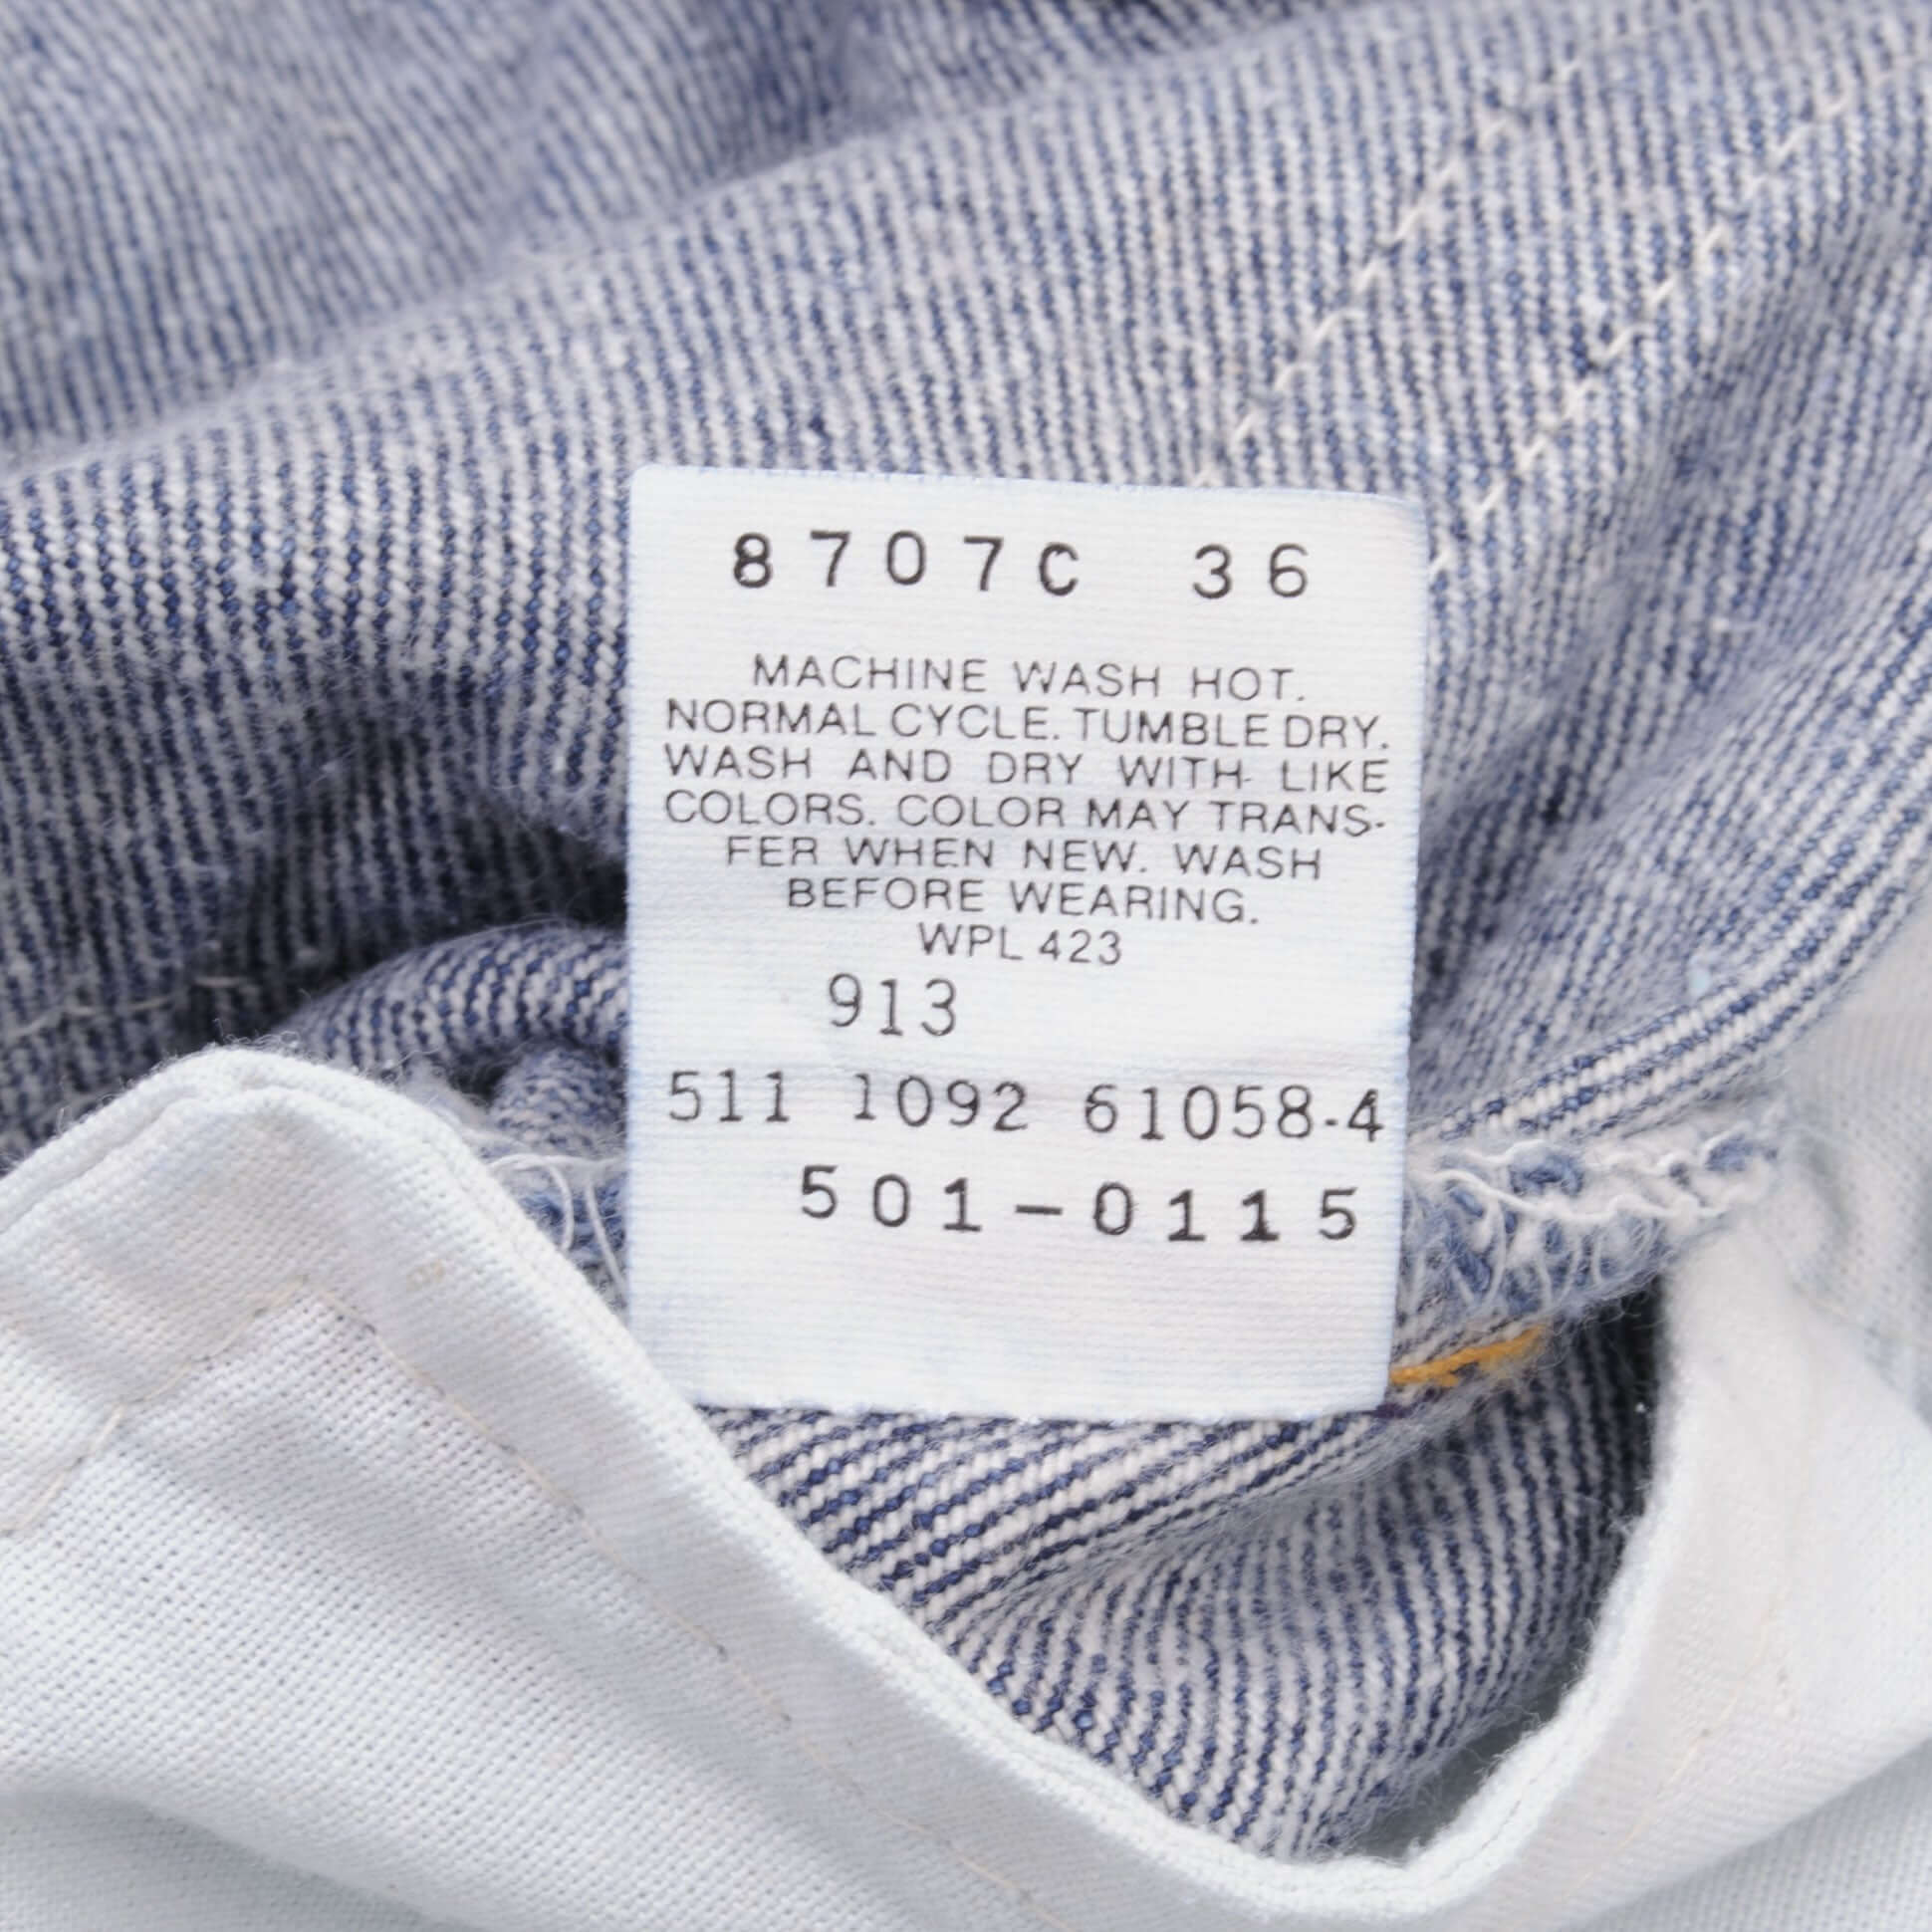 8707C 36
MACHINE WASH HOT.
NORMAL CYCLE. TUMBLE DRY.
WASH AND DRY WITH LIKE
COLORS. COLOR MAY TRANS-
FER WHEN NEW. WASH
BEFORE WEARING.
WPL 423
913
511 1092 61058-4
501-0115